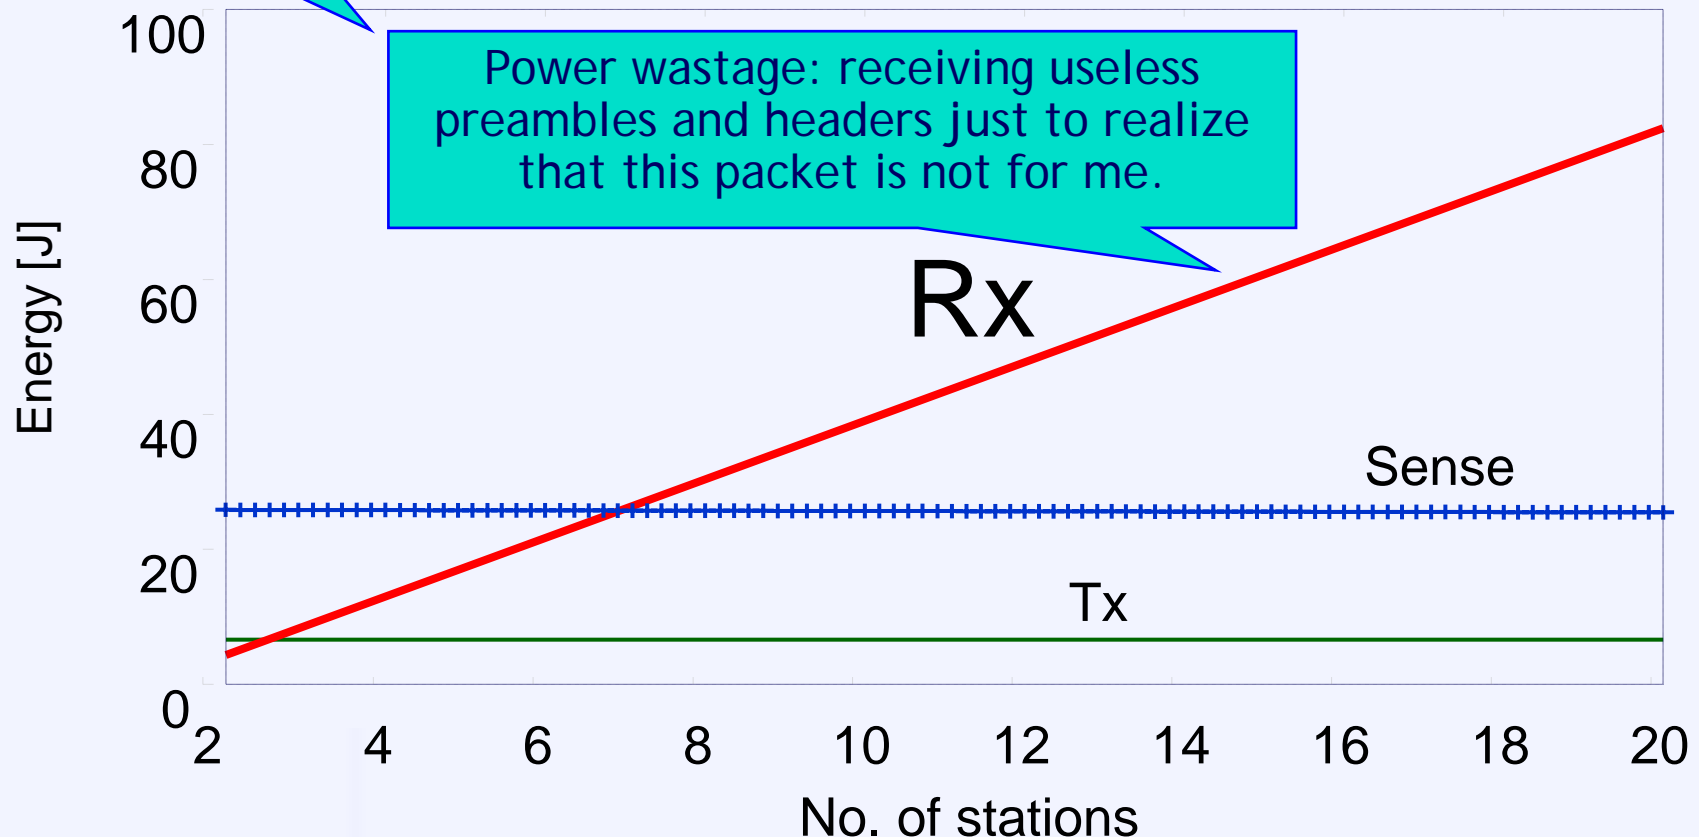 100
Power wastage: receiving useless
preambles and headers just to realize
that this packet is not for me.
80
60
40
20
0
Energy [J]
Rx
Sense
Tx
2 4 6 8 10 12 14 16 18 20
No. of stations